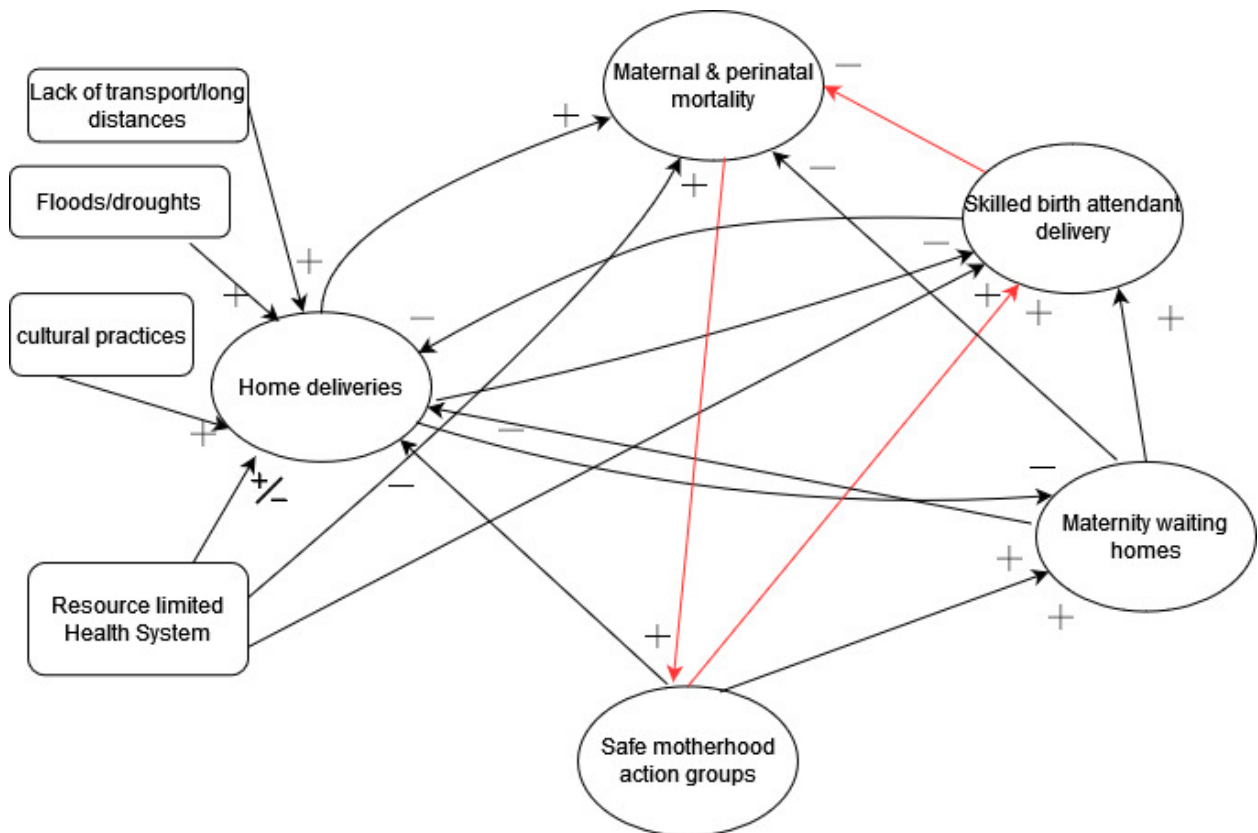 Maternal & perinatal
mortality
−
+
Lack of transport/long
distances
+
−
Floods/droughts
Skilled birth attendant
delivery
−
+
+
+
+
+
−
cultural practices
Home deliveries
+
−
−
−
+/−
Maternity waiting
homes
+
Resource limited
Health System
+
+
Safe motherhood
action groups